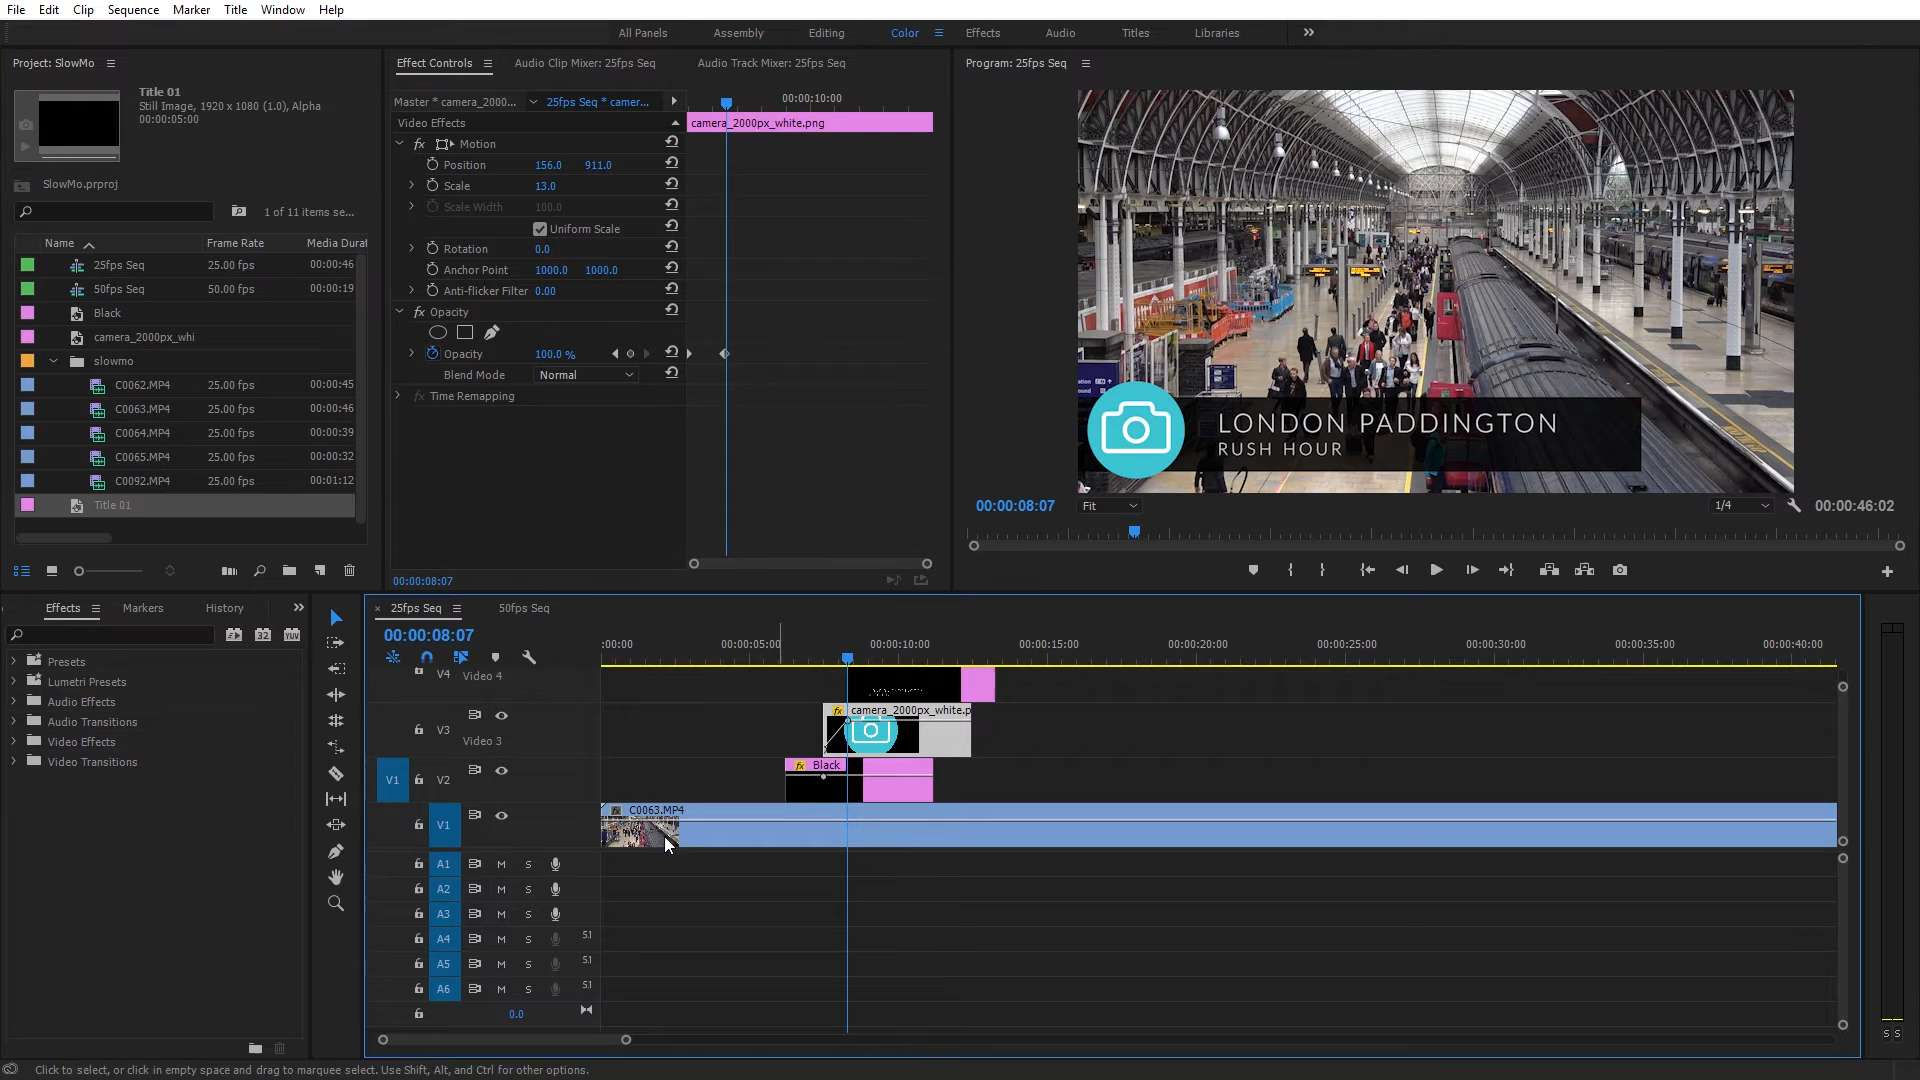 File Edit Clip Sequence Marker Title Window Help
All Panels Assembly Editing Color Effects Audio Titles Libraries
Project: SlowMo
Title 01
Still Image, 1920 x 1080 (1.0), Alpha
00:00:05:00
SlowMo.prproj
1 of 11 items se...
Name Frame Rate Media Durat
25fps Seq 25.00 fps 00:00:46
50fps Seq 50.00 fps 00:00:19
Black
camera_2000px_whi
slowmo
C0062.MP4 25.00 fps 00:00:45
C0063.MP4 25.00 fps 00:00:46
C0064.MP4 25.00 fps 00:00:39
C0065.MP4 25.00 fps 00:00:32
C0092.MP4 25.00 fps 00:01:12
Title 01
Effect Controls Audio Clip Mixer: 25fps Seq Audio Track Mixer: 25fps Seq
Master * camera_2000... 25fps Seq * camer... 00:00:10:00
Video Effects camera_2000px_white.png
fx Motion
Position 156.0 911.0
Scale 13.0
Scale Width 100.0
Uniform Scale
Rotation 0.0
Anchor Point 1000.0 1000.0
Anti-flicker Filter 0.00
fx Opacity
Opacity 100.0 %
Blend Mode Normal
fx Time Remapping
00:00:08:07
Program: 25fps Seq
LONDON PADDINGTON
RUSH HOUR
00:00:08:07 Fit 1/4 00:00:46:02
Effects Markers History
32 YUV
Presets
Lumetri Presets
Audio Effects
Audio Transitions
Video Effects
Video Transitions
25fps Seq 50fps Seq
00:00:08:07
:00:00 00:00:05:00 00:00:10:00 00:00:15:00 00:00:20:00 00:00:25:00 00:00:30:00 00:00:35:00 00:00:40:00
V4 Video 4
V3 Video 3 fx camera_2000px_white.p
V1 V2 fx Black
V1 fx C0063.MP4
A1 M S
A2 M S
A3 M S
A4 M S 5.1
A5 M S 5.1
A6 M S 5.1
0.0
S S
Click to select, or click in empty space and drag to marquee select. Use Shift, Alt, and Ctrl for other options.